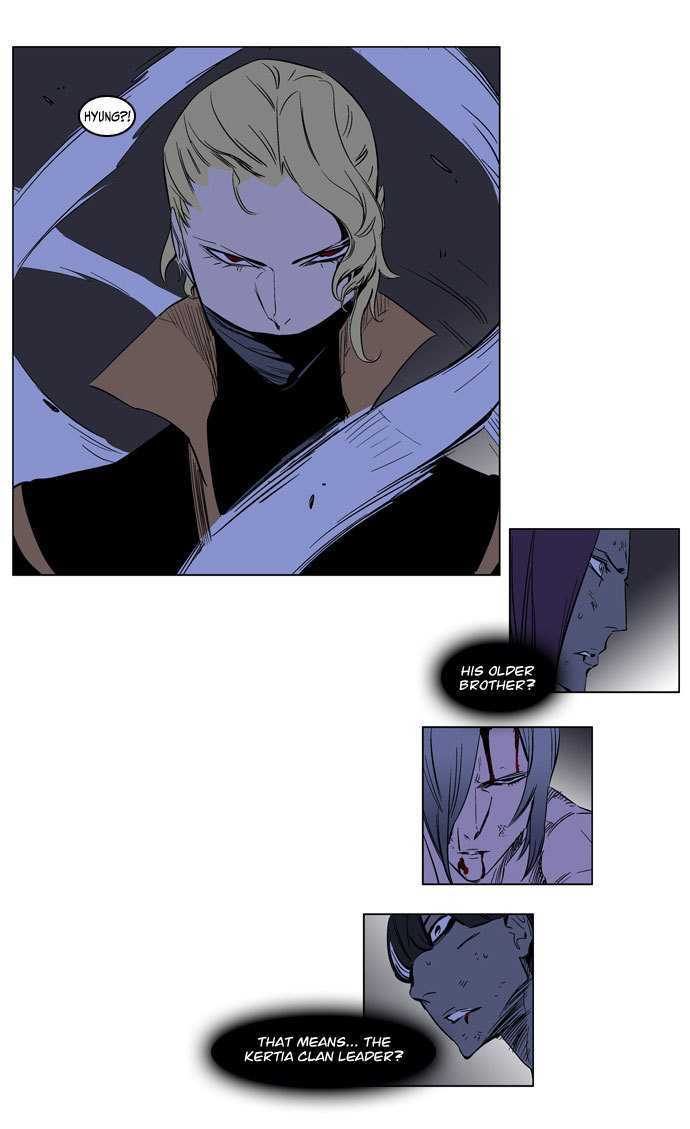 HYUNG?!
HIS OLDER
BROTHER?
THAT MEANS... THE
KERTIA CLAN LEADER?